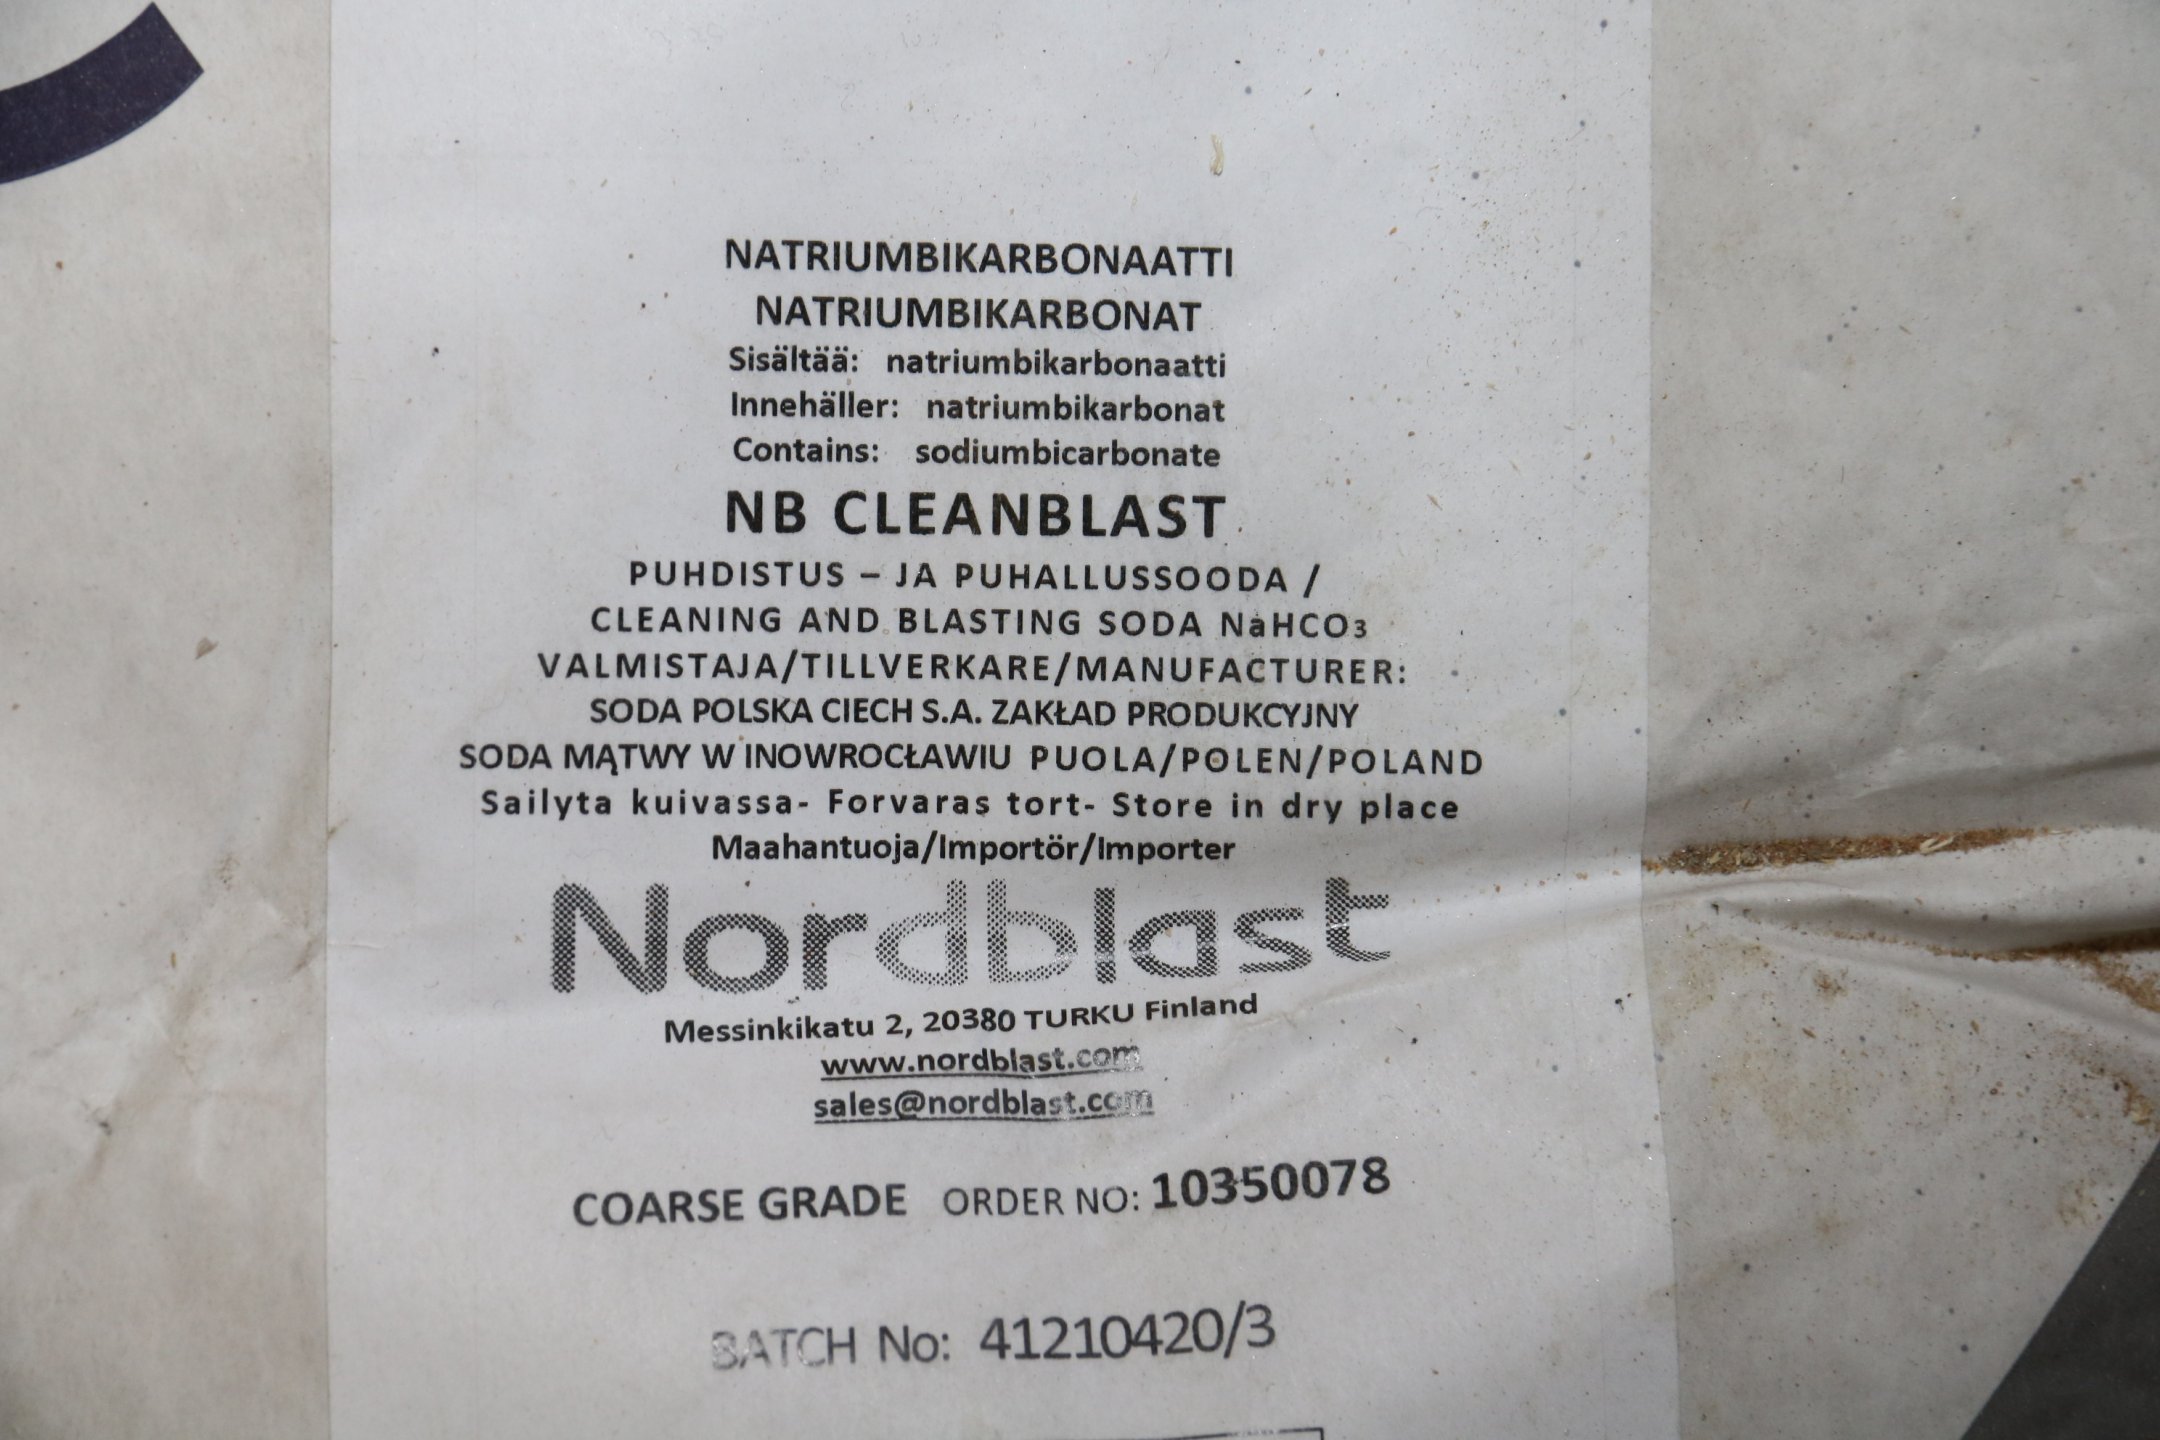 NATRIUMBIKARBONAATTI
NATRIUMBIKARBONAT
Sisältää: natriumbikarbonaatti
Innehäller: natriumbikarbonat
Contains: sodiumbicarbonate
NB CLEANBLAST
PUHDISTUS – JA PUHALLUSSOODA /
CLEANING AND BLASTING SODA NaHCO3
VALMISTAJA/TILLVERKARE/MANUFACTURER:
SODA POLSKA CIECH S.A. ZAKŁAD PRODUKCYJNY
SODA MĄTWY W INOWROCŁAWIU PUOLA/POLEN/POLAND
Sailyta kuivassa- Forvaras tort- Store in dry place
Maahantuoja/Importör/Importer
Nordblast
Messinkikatu 2, 20380 TURKU Finland
www.nordblast.com
sales@nordblast.com
COARSE GRADE ORDER NO: 10350078
BATCH No: 41210420/3